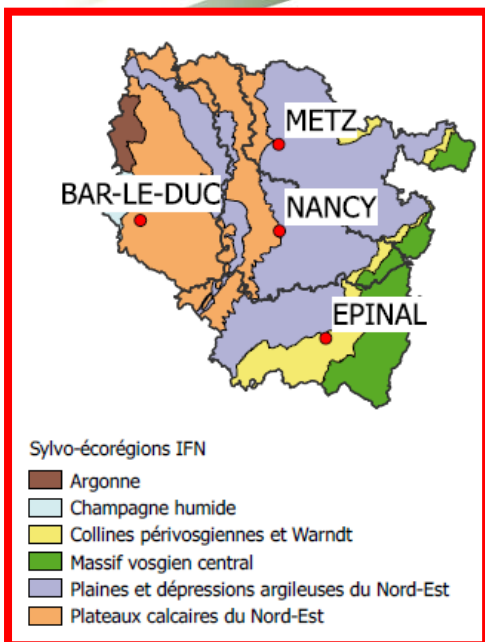 METZ
BAR-LE-DUC
NANCY
EPINAL
Sylvo-écorégions IFN
Argonne
Champagne humide
Collines périvosgiennes et Warndt
Massif vosgien central
Plaines et dépressions argileuses du Nord-Est
Plateaux calcaires du Nord-Est